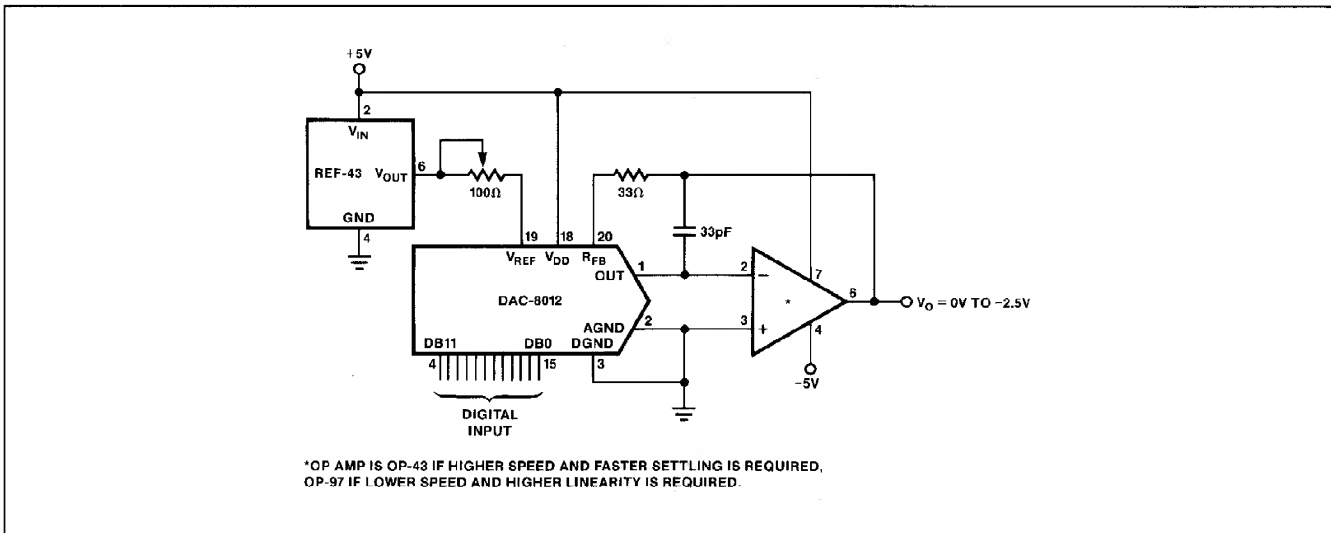 +5V
2
VIN
REF-43
VOUT
6
GND
4
100Ω
33Ω
33pF
19
18
20
VREF
VDD
RFB
OUT
1
DAC-8012
AGND
2
DB11
DB0
DGND
4
15
3
DIGITAL
INPUT
2
−
*
3
+
7
6
4
−5V
VO = 0V TO −2.5V
*OP AMP IS OP-43 IF HIGHER SPEED AND FASTER SETTLING IS REQUIRED,
OP-97 IF LOWER SPEED AND HIGHER LINEARITY IS REQUIRED.